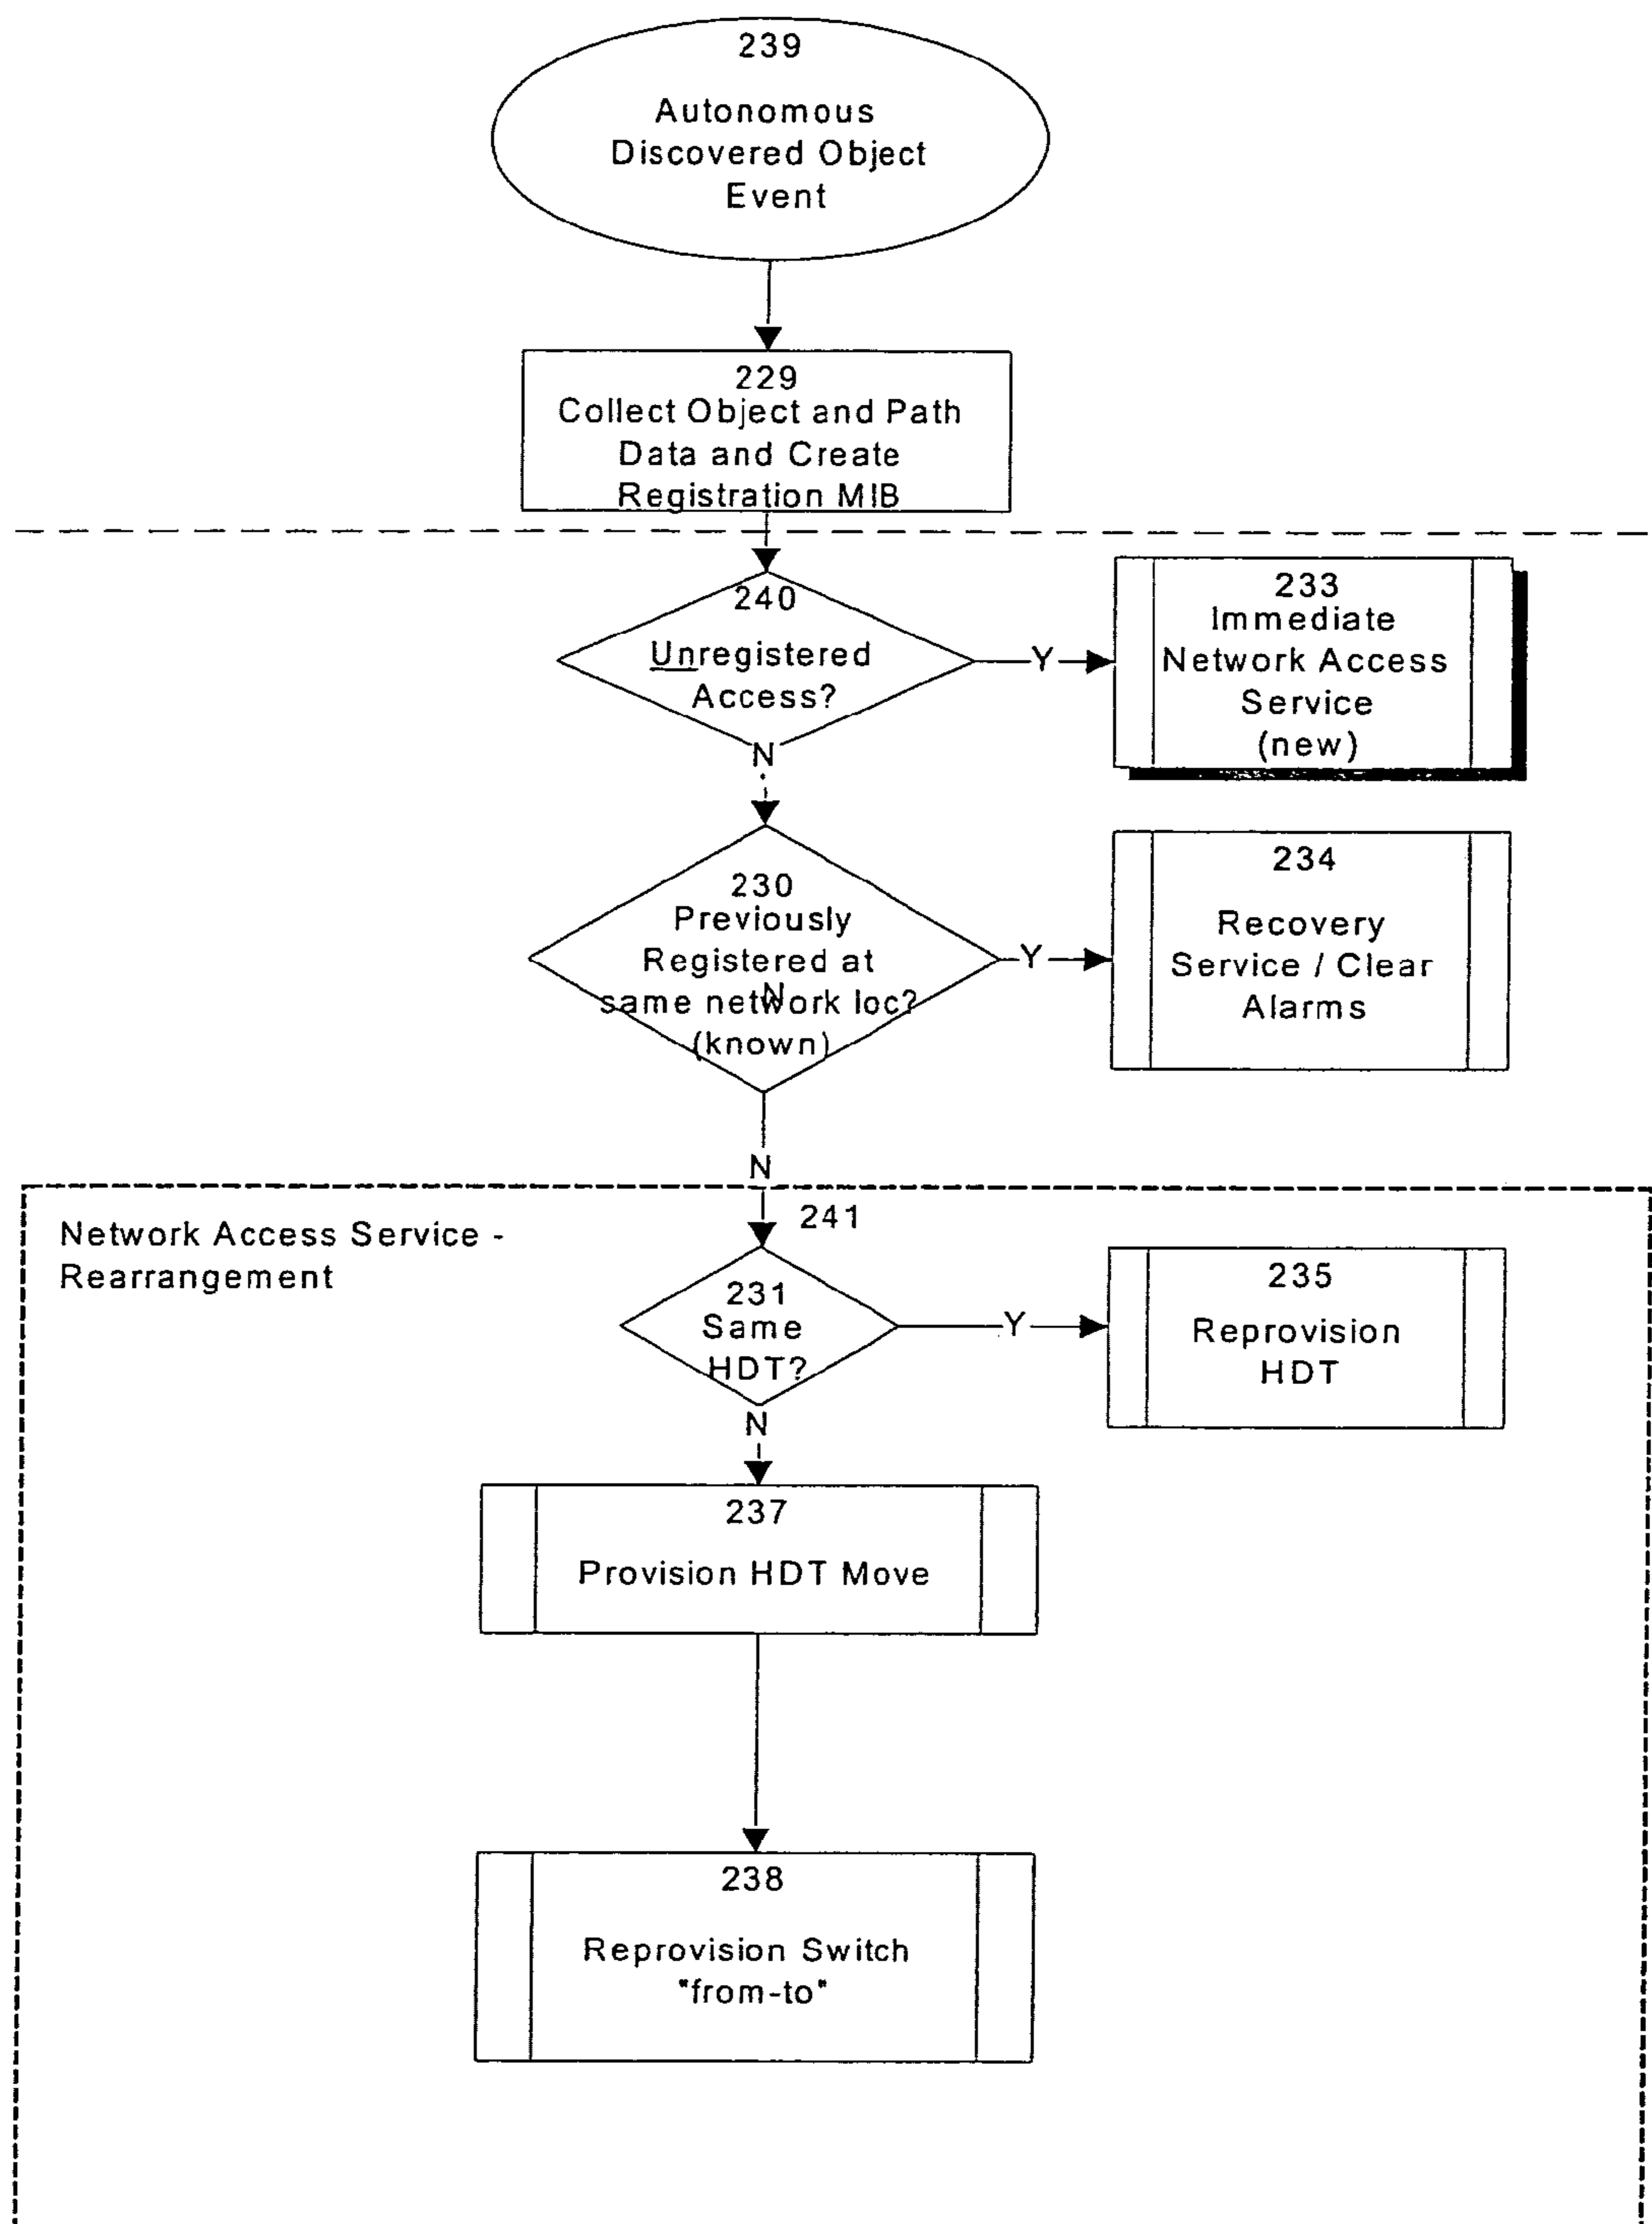 239
Autonomous
Discovered Object
Event
229
Collect Object and Path
Data and Create
Registration MIB
240
Unregistered
Access?
Y
233
Immediate
Network Access
Service
(new)
N
230
Previously
Registered at
same network loc?
(known)
N
Y
234
Recovery
Service / Clear
Alarms
N
241
Network Access Service -
Rearrangement
231
Same
HDT?
Y
235
Reprovision
HDT
N
237
Provision HDT Move
238
Reprovision Switch
"from-to"